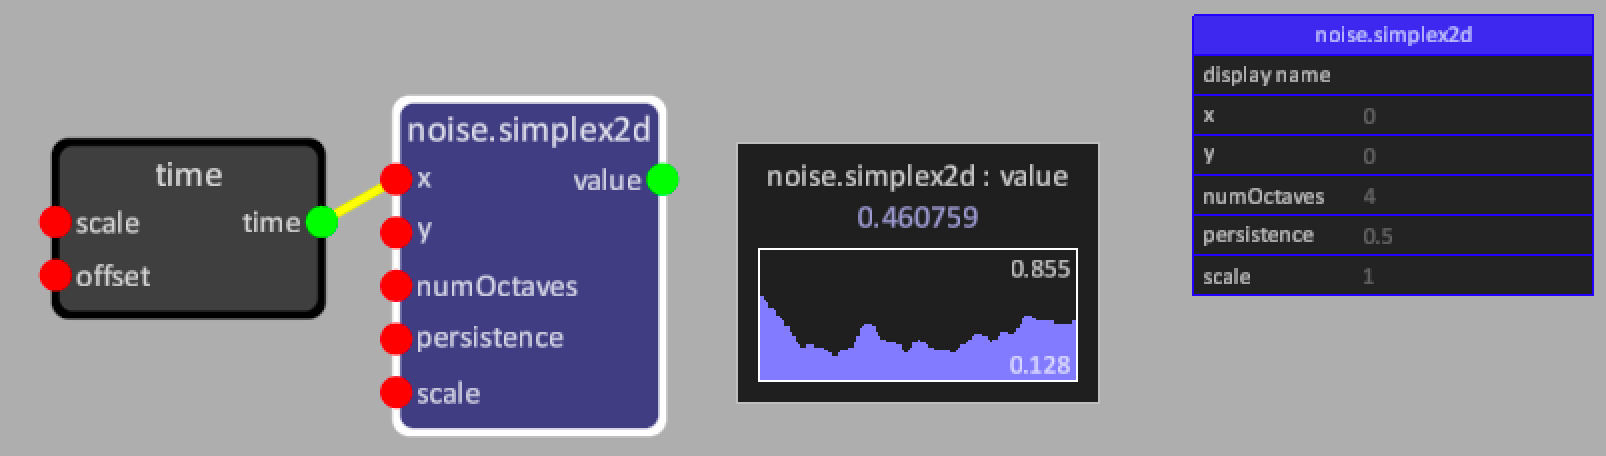 time
scale
time
offset
noise.simplex2d
x
value
y
numOctaves
persistence
scale
noise.simplex2d : value
0.460759
0.855
0.128
noise.simplex2d
display name
x 0
y 0
numOctaves 4
persistence 0.5
scale 1